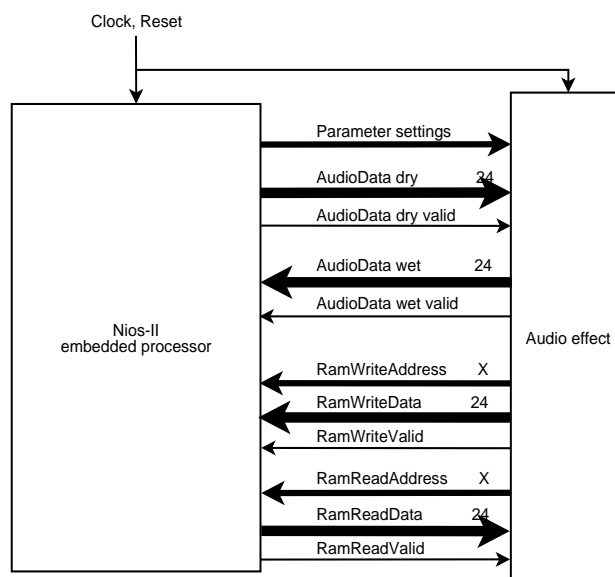 Clock, Reset
Parameter settings
AudioData dry 24
AudioData dry valid
AudioData wet 24
AudioData wet valid
Nios-II
embedded processor
Audio effect
RamWriteAddress X
RamWriteData 24
RamWriteValid
RamReadAddress X
RamReadData 24
RamReadValid